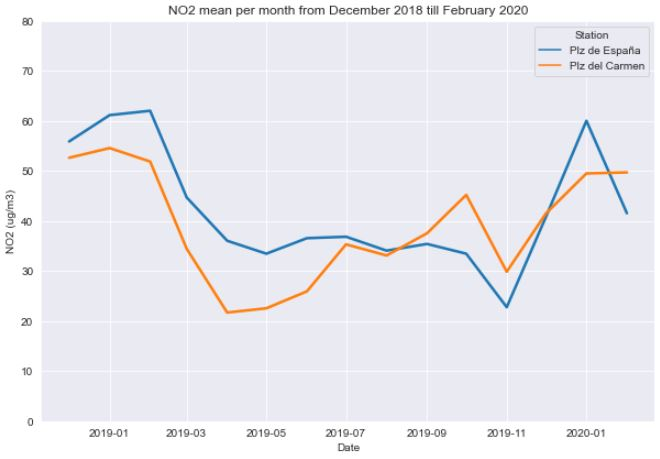 NO2 mean per month from December 2018 till February 2020
Station
Plz de España
Plz del Carmen
80
70
60
50
40
30
20
10
0
NO2 (ug/m3)
2019-01
2019-03
2019-05
2019-07
2019-09
2019-11
2020-01
Date